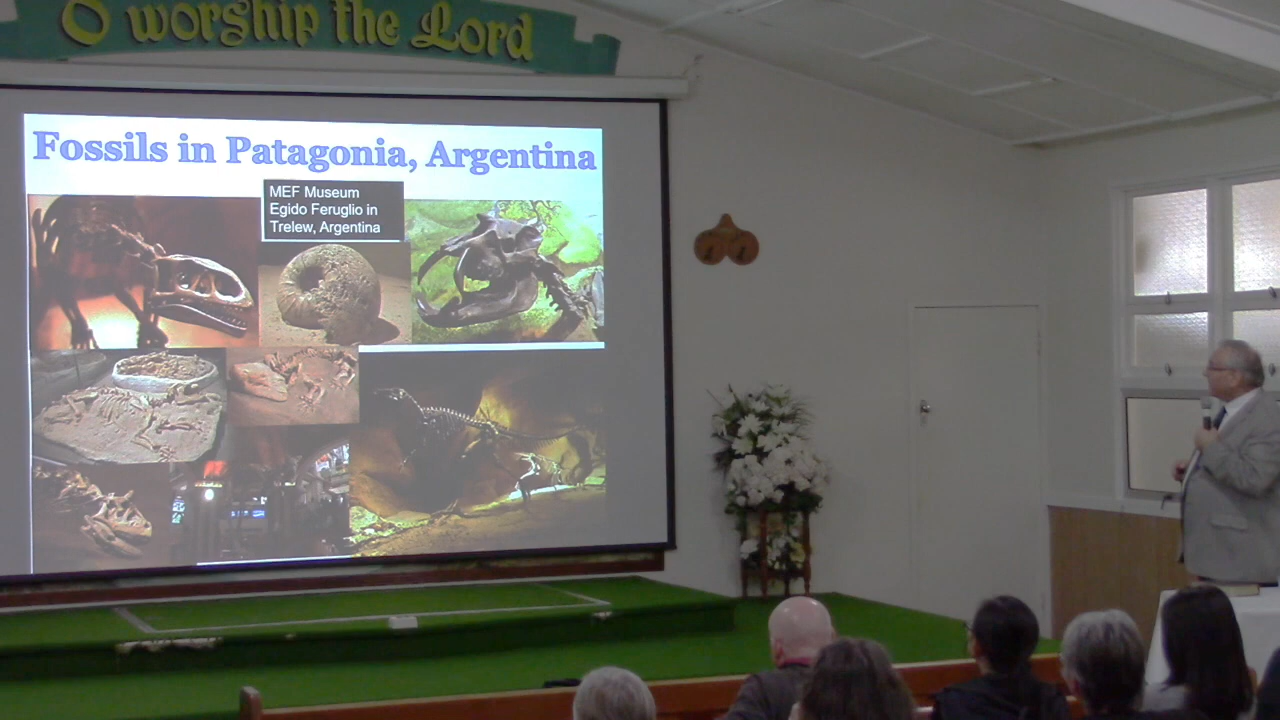 O worship the Lord
Fossils in Patagonia, Argentina
MEF Museum
Egido Feruglio in
Trelew, Argentina